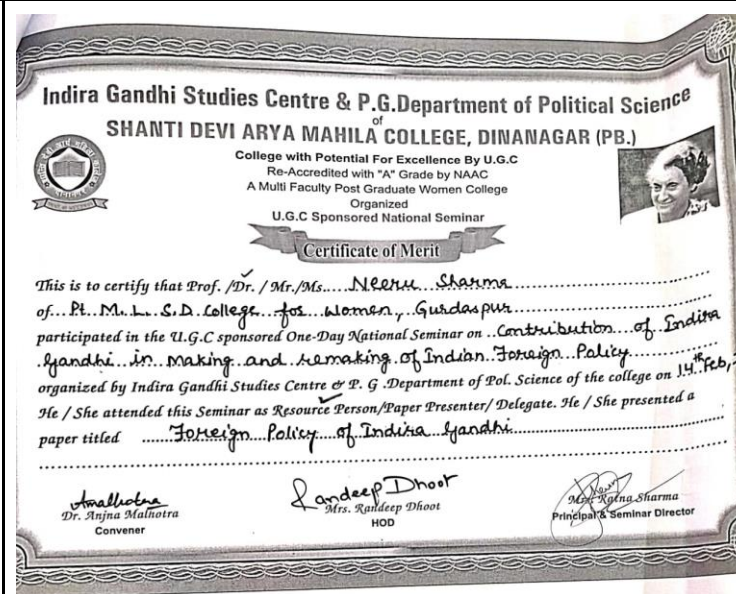 Indira Gandhi Studies Centre & P.G.Department of Political Science
of
SHANTI DEVI ARYA MAHILA COLLEGE, DINANAGAR (PB.)
College with Potential For Excellence By U.G.C
Re-Accredited with "A" Grade by NAAC
A Multi Faculty Post Graduate Women College
Organized
U.G.C Sponsored National Seminar
Certificate of Merit
This is to certify that Prof. /Dr. / Mr./Ms.....Neeru Sharma..........
of...Pt. M. L. S.D. College for Women, Gurdaspur..........
participated in the U.G.C sponsored One-Day National Seminar on ..Contribution of Indira
Gandhi in making and remaking of Indian Foreign Policy..........
organized by Indira Gandhi Studies Centre & P. G .Department of Pol. Science of the college on 14th Feb,
He / She attended this Seminar as Resource Person/Paper Presenter/ Delegate. He / She presented a
paper titled ..........Foreign Policy of Indira Gandhi..........
Amalhotra
Dr. Anjna Malhotra
Convener
Randeep Dhoot
Mrs. Randeep Dhoot
HOD
Mrs. Ratna Sharma
Principal & Seminar Director